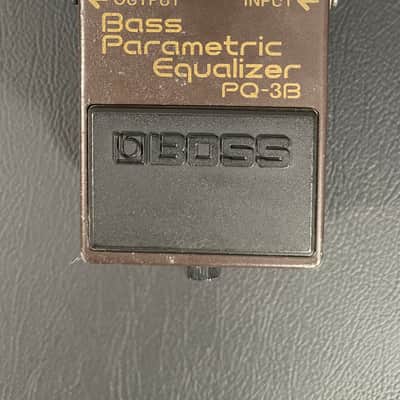 OUTPUT INPUT
Bass
Parametric
Equalizer
PQ-3B
BOSS